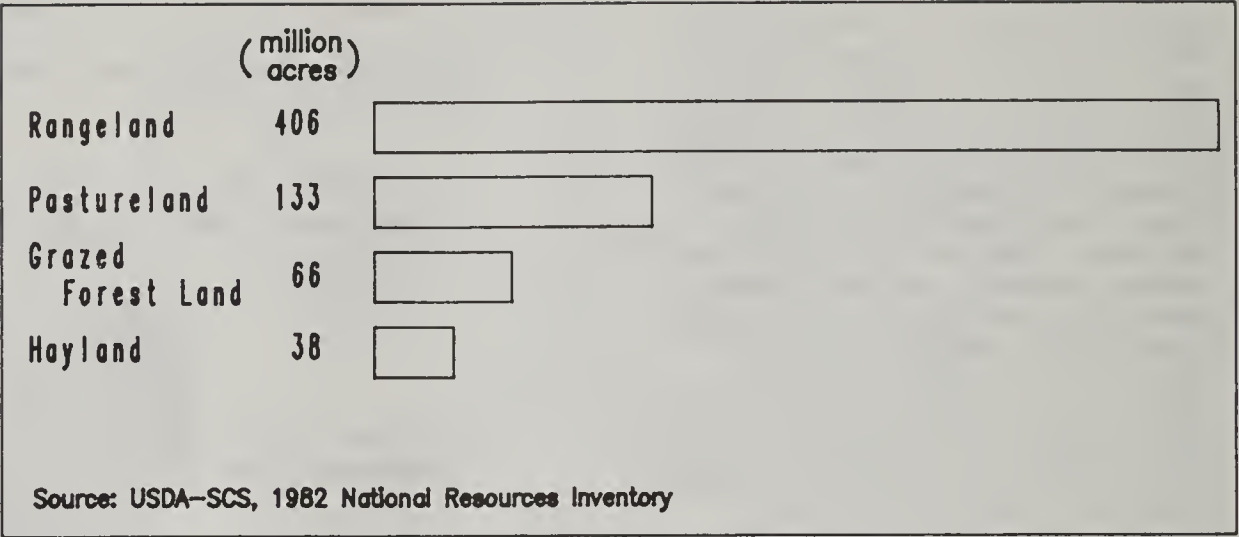 ( million acres )
Rangeland 406
Pastureland 133
Grazed
Forest Land 66
Hayland 38
Source: USDA-SCS, 1982 National Resources Inventory